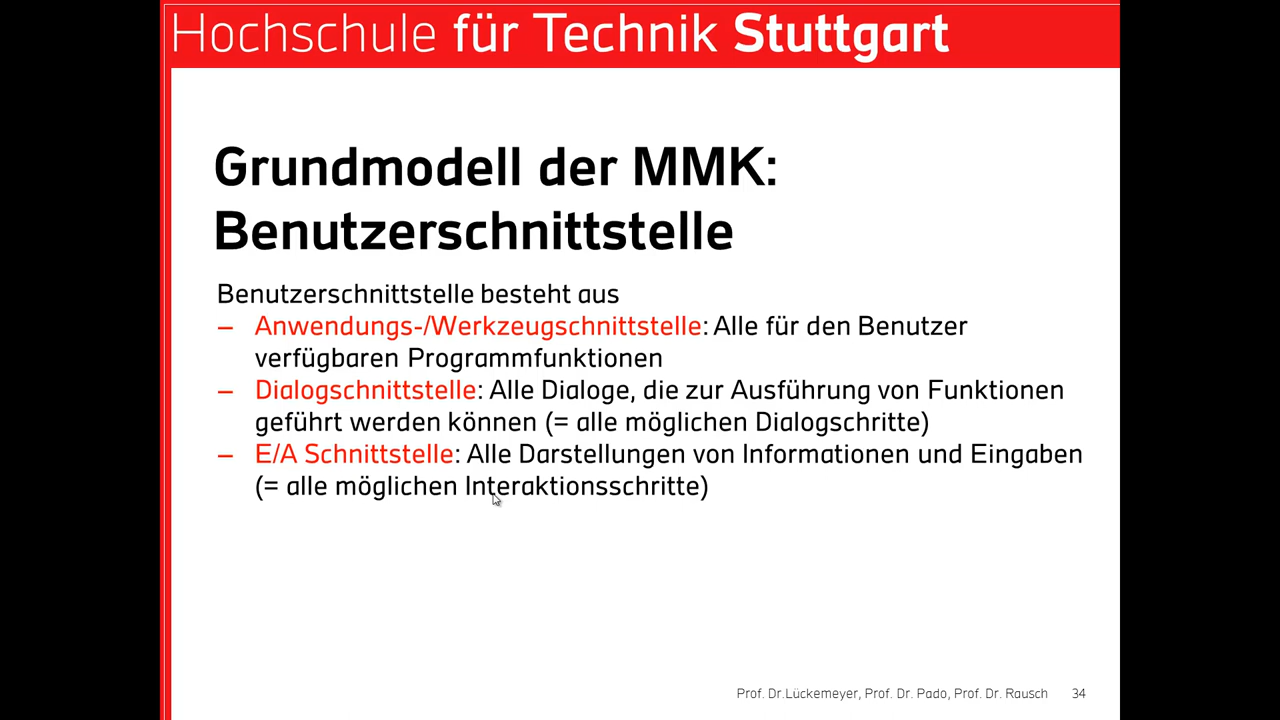 Hochschule für Technik Stuttgart
Grundmodell der MMK:
Benutzerschnittstelle
Benutzerschnittstelle besteht aus
– Anwendungs-/Werkzeugschnittstelle: Alle für den Benutzer
verfügbaren Programmfunktionen
– Dialogschnittstelle: Alle Dialoge, die zur Ausführung von Funktionen
geführt werden können (= alle möglichen Dialogschritte)
– E/A Schnittstelle: Alle Darstellungen von Informationen und Eingaben
(= alle möglichen Interaktionsschritte)
Prof. Dr.Lückemeyer, Prof. Dr. Pado, Prof. Dr. Rausch 34